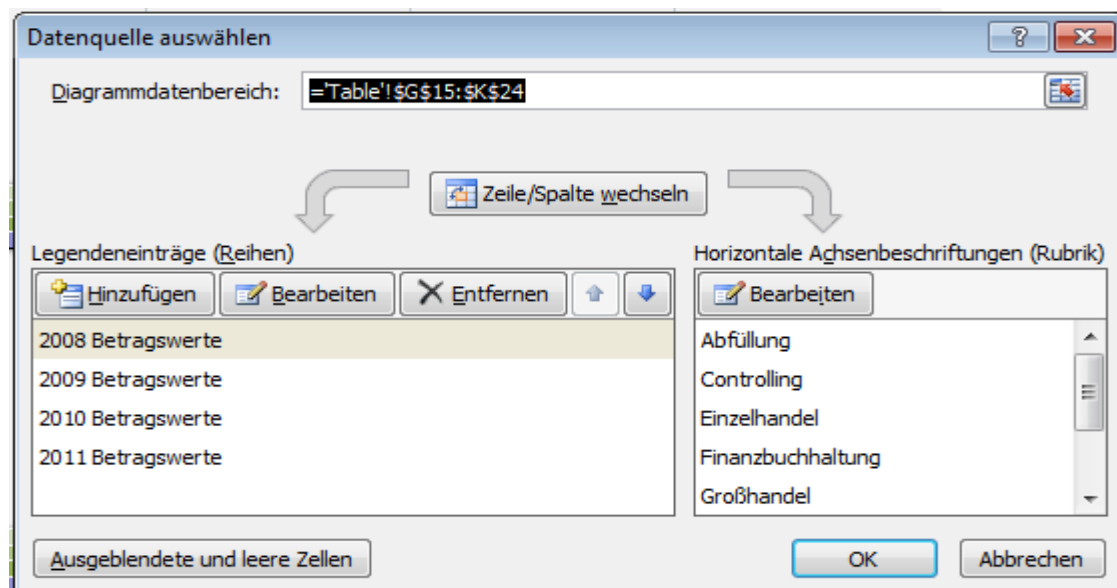 Datenquelle auswählen
Diagrammdatenbereich: ='Table'!$G$15:$K$24
Zeile/Spalte wechseln
Legendeneinträge (Reihen)
Hinzufügen Bearbeiten Entfernen
2008 Betragswerte
2009 Betragswerte
2010 Betragswerte
2011 Betragswerte
Horizontale Achsenbeschriftungen (Rubrik)
Bearbeiten
Abfüllung
Controlling
Einzelhandel
Finanzbuchhaltung
Großhandel
Ausgeblendete und leere Zellen
OK Abbrechen